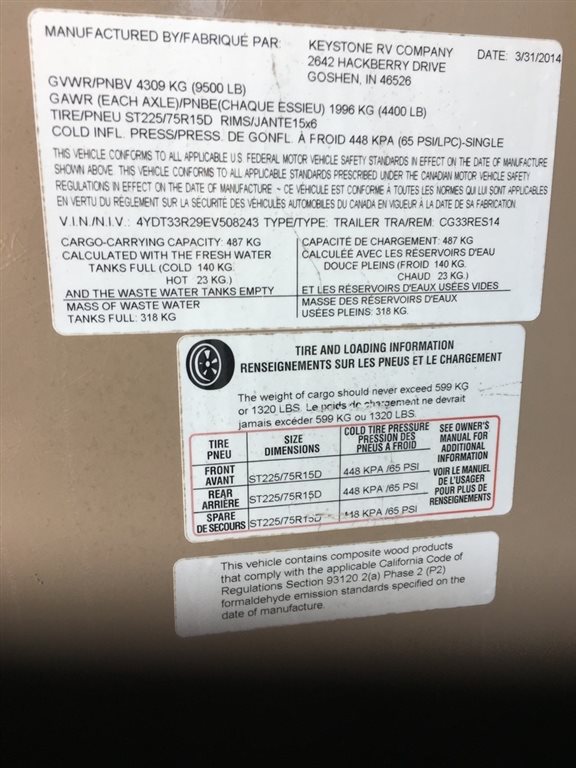 MANUFACTURED BY/FABRIQUÉ PAR: KEYSTONE RV COMPANY DATE: 3/31/2014
2642 HACKBERRY DRIVE
GOSHEN, IN 46526
GVWR/PNBV 4309 KG (9500 LB)
GAWR (EACH AXLE)/PNBE(CHAQUE ESSIEU) 1996 KG (4400 LB)
TIRE/PNEU ST225/75R15D RIMS/JANTE15x6
COLD INFL. PRESS/PRESS. DE GONFL. À FROID 448 KPA (65 PSI/LPC)-SINGLE
THIS VEHICLE CONFORMS TO ALL APPLICABLE U.S. FEDERAL MOTOR VEHICLE SAFETY STANDARDS IN EFFECT ON THE DATE OF MANUFACTURE
SHOWN ABOVE. THIS VEHICLE CONFORMS TO ALL APPLICABLE STANDARDS PRESCRIBED UNDER THE CANADIAN MOTOR VEHICLE SAFETY
REGULATIONS IN EFFECT ON THE DATE OF MANUFACTURE - CE VÉHICULE EST CONFORME À TOUTES LES NORMES QUI LUI SONT APPLICABLES
EN VERTU DU RÉGLEMENT SUR LA SÉCURITÉ DES VÉHICULES AUTOMOBILES DU CANADA EN VIGUEUR À LA DATE DE SA FABRICATION.
V.I.N./N.I.V.: 4YDT33R29EV508243 TYPE/TYPE: TRAILER TRA/REM: CG33RES14
CARGO-CARRYING CAPACITY: 487 KG
CALCULATED WITH THE FRESH WATER
TANKS FULL (COLD 140 KG.)
HOT 23 KG.)
AND THE WASTE WATER TANKS EMPTY
MASS OF WASTE WATER
TANKS FULL: 318 KG
CAPACITÉ DE CHARGEMENT: 487 KG
CALCULÉE AVEC LES RÉSERVOIRS D'EAU
DOUCE PLEINS (FROID 140 KG.
CHAUD 23 KG.)
ET LES RÉSERVOIRS D'EAUX USÉES VIDES
MASSE DES RÉSERVOIRS D'EAUX
USÉES PLEINS: 318 KG.
TIRE AND LOADING INFORMATION
RENSEIGNEMENTS SUR LES PNEUS ET LE CHARGEMENT
The weight of cargo should never exceed 599 KG
or 1320 LBS. Le poids de chargement ne devrait
jamais excéder 599 KG ou 1320 LBS.
TIRE
PNEU
SIZE
DIMENSIONS
COLD TIRE PRESSURE
PRESSION DES
PNEUS A FROID
SEE OWNER'S
MANUAL FOR
ADDITIONAL
INFORMATION
VOIR LE MANUEL
DE L'USAGER
POUR PLUS DE
RENSEIGNEMENTS
FRONT
AVANT
ST225/75R15D 448 KPA /65 PSI
REAR
ARRIÈRE
ST225/75R15D 448 KPA /65 PSI
SPARE
DE SECOURS
ST225/75R15D 448 KPA /65 PSI
This vehicle contains composite wood products
that comply with the applicable California Code of
Regulations Section 93120.2(a) Phase 2 (P2)
formaldehyde emission standards specified on the
date of manufacture.